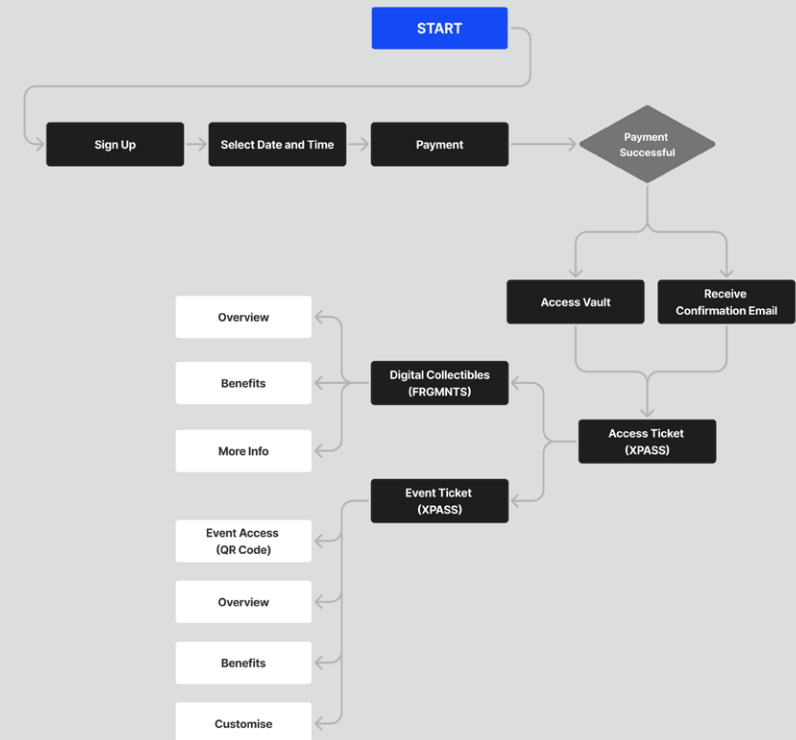 START
Sign Up
Select Date and Time
Payment
Payment
Successful
Access Vault
Receive
Confirmation Email
Overview
Digital Collectibles
(FRGMNTS)
Benefits
Access Ticket
(XPASS)
More Info
Event Ticket
(XPASS)
Event Access
(QR Code)
Overview
Benefits
Customise